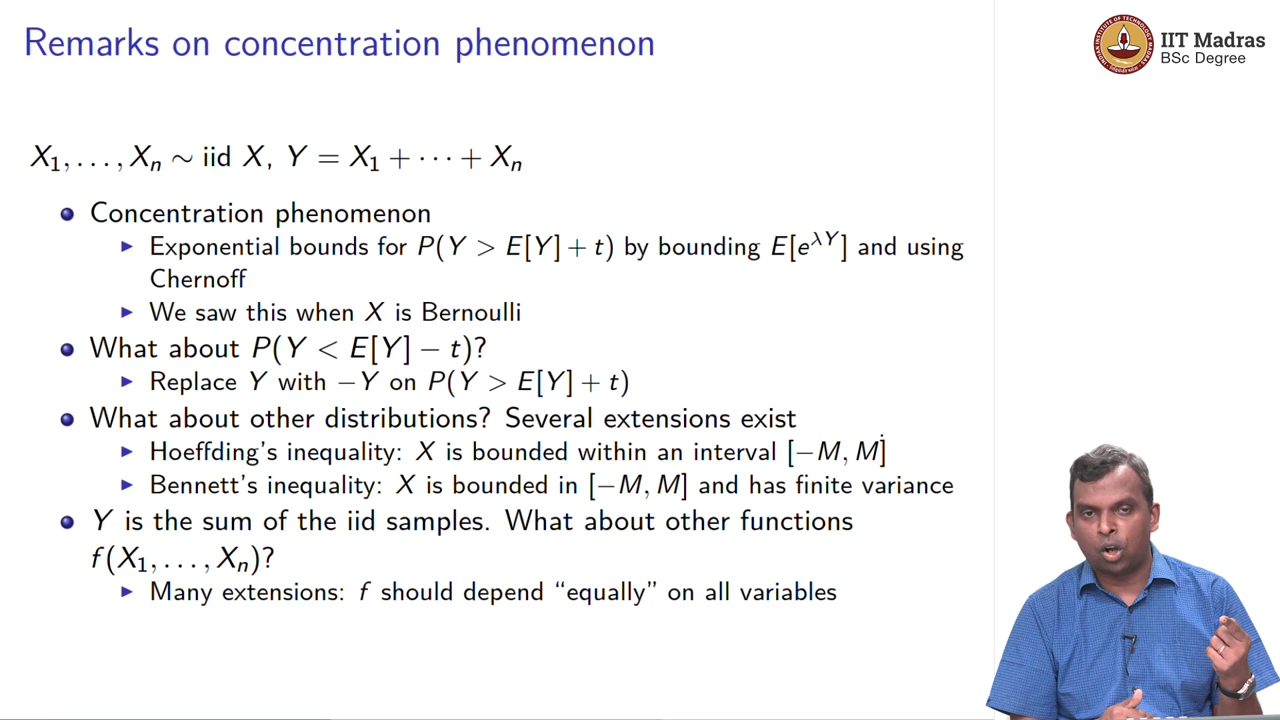 Remarks on concentration phenomenon
IIT Madras
BSc Degree
X₁, . . . , Xₙ ∼ iid X, Y = X₁ + · · · + Xₙ
Concentration phenomenon
Exponential bounds for P(Y > E[Y] + t) by bounding E[e^{λY}] and using
Chernoff
We saw this when X is Bernoulli
What about P(Y < E[Y] − t)?
Replace Y with −Y on P(Y > E[Y] + t)
What about other distributions? Several extensions exist
Hoeffding's inequality: X is bounded within an interval [−M, M]
Bennett's inequality: X is bounded in [−M, M] and has finite variance
Y is the sum of the iid samples. What about other functions
f(X₁, . . . , Xₙ)?
Many extensions: f should depend "equally" on all variables